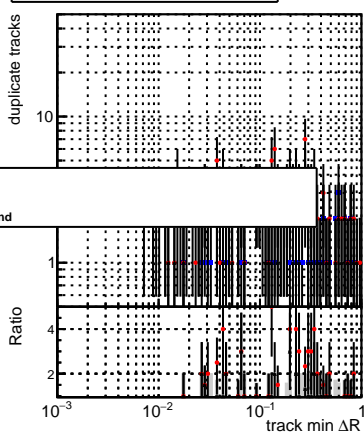 duplicate tracks
10
nd
1
Ratio
4
2
10⁻³ 10⁻² 10⁻¹ 1
track min ΔR